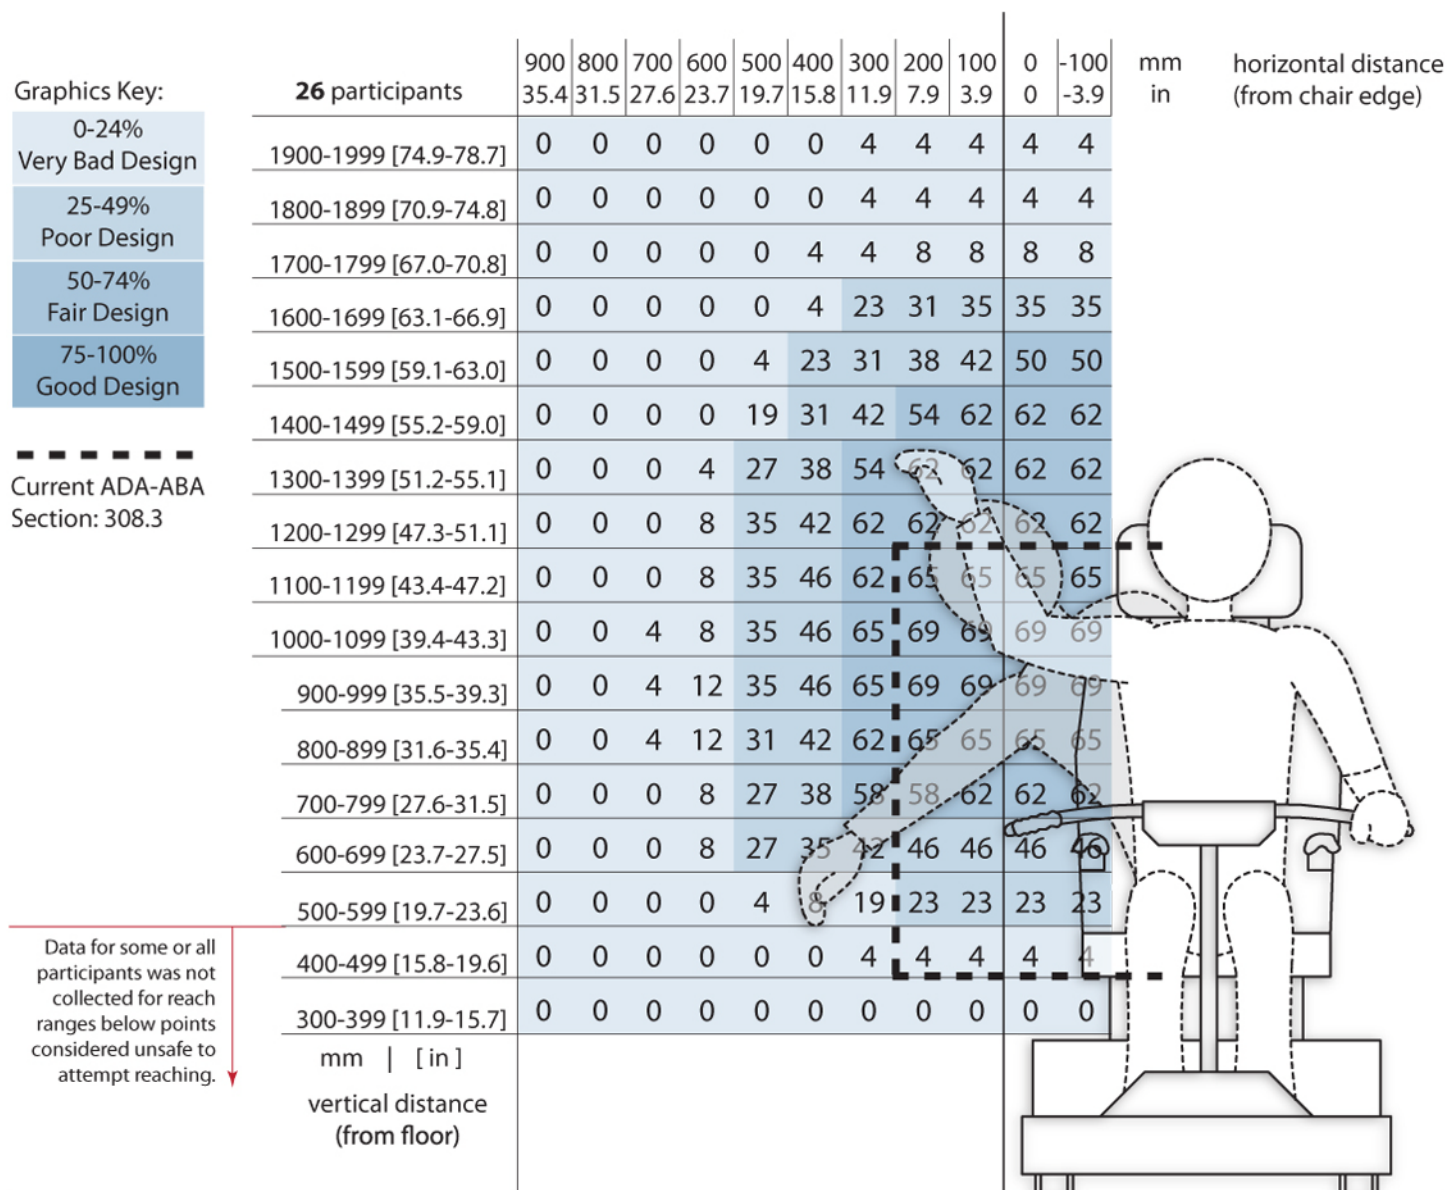 900 800 700 600 500 400 300 200 100 0 -100 mm horizontal distance
Graphics Key: 26 participants 35.4 31.5 27.6 23.7 19.7 15.8 11.9 7.9 3.9 0 -3.9 in (from chair edge)
0-24%
Very Bad Design
25-49%
Poor Design
50-74%
Fair Design
75-100%
Good Design
Current ADA-ABA
Section: 308.3
1900-1999 [74.9-78.7] 0 0 0 0 0 0 4 4 4 4 4
1800-1899 [70.9-74.8] 0 0 0 0 0 0 4 4 4 4 4
1700-1799 [67.0-70.8] 0 0 0 0 0 4 4 8 8 8 8
1600-1699 [63.1-66.9] 0 0 0 0 0 4 23 31 35 35 35
1500-1599 [59.1-63.0] 0 0 0 0 4 23 31 38 42 50 50
1400-1499 [55.2-59.0] 0 0 0 0 19 31 42 54 62 62 62
1300-1399 [51.2-55.1] 0 0 0 4 27 38 54 62 62 62 62
1200-1299 [47.3-51.1] 0 0 0 8 35 42 62 62 62 62 62
1100-1199 [43.4-47.2] 0 0 0 8 35 46 62 65 65 65 65
1000-1099 [39.4-43.3] 0 0 4 8 35 46 65 69 69 69 69
900-999 [35.5-39.3] 0 0 4 12 35 46 65 69 69 69 69
800-899 [31.6-35.4] 0 0 4 12 31 42 62 65 65 65 65
700-799 [27.6-31.5] 0 0 0 8 27 38 58 58 62 62 62
600-699 [23.7-27.5] 0 0 0 8 27 35 42 46 46 46 46
500-599 [19.7-23.6] 0 0 0 0 4 8 19 23 23 23 23
400-499 [15.8-19.6] 0 0 0 0 0 0 4 4 4 4 4
300-399 [11.9-15.7] 0 0 0 0 0 0 0 0 0 0 0
mm | [ in ]
vertical distance
(from floor)
Data for some or all
participants was not
collected for reach
ranges below points
considered unsafe to
attempt reaching.